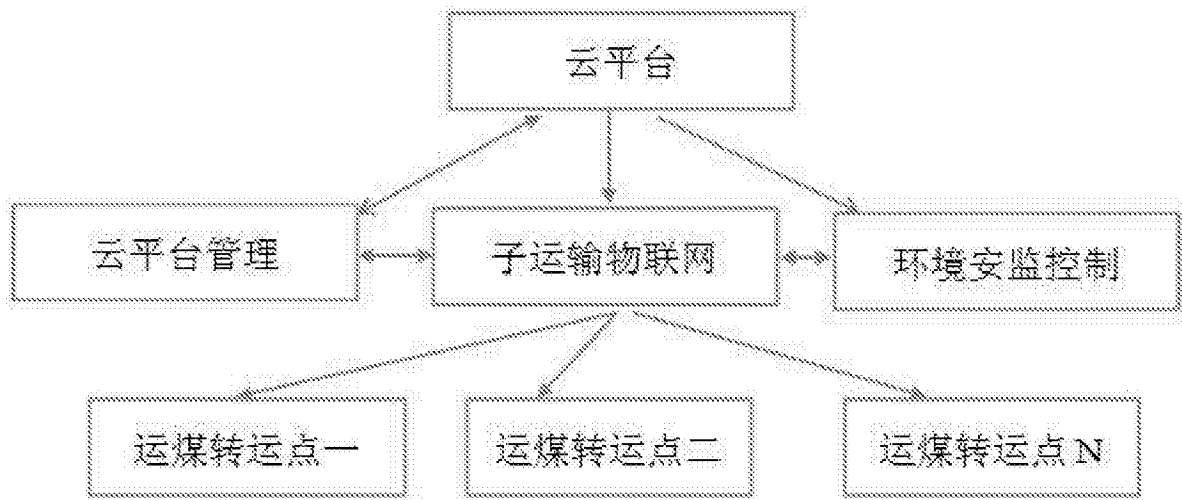 云平台
云平台管理
子运输物联网
环境安监控制
运煤转运点一
运煤转运点二
运煤转运点N